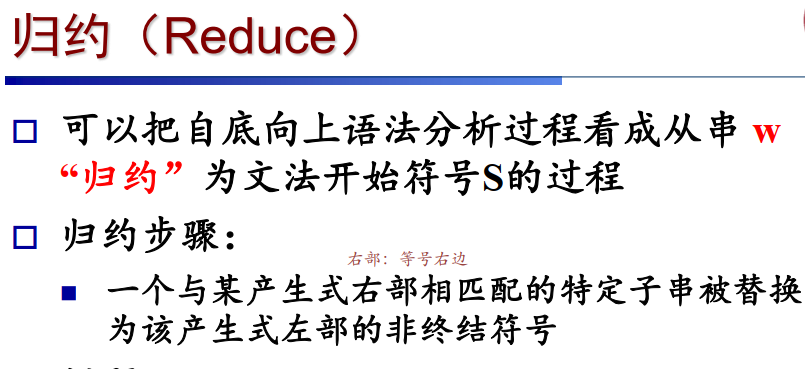 归约（Reduce）
可以把自底向上语法分析过程看成从串 w
“归约”为文法开始符号S的过程
归约步骤：
右部：等号右边
一个与某产生式右部相匹配的特定子串被替换
为该产生式左部的非终结符号